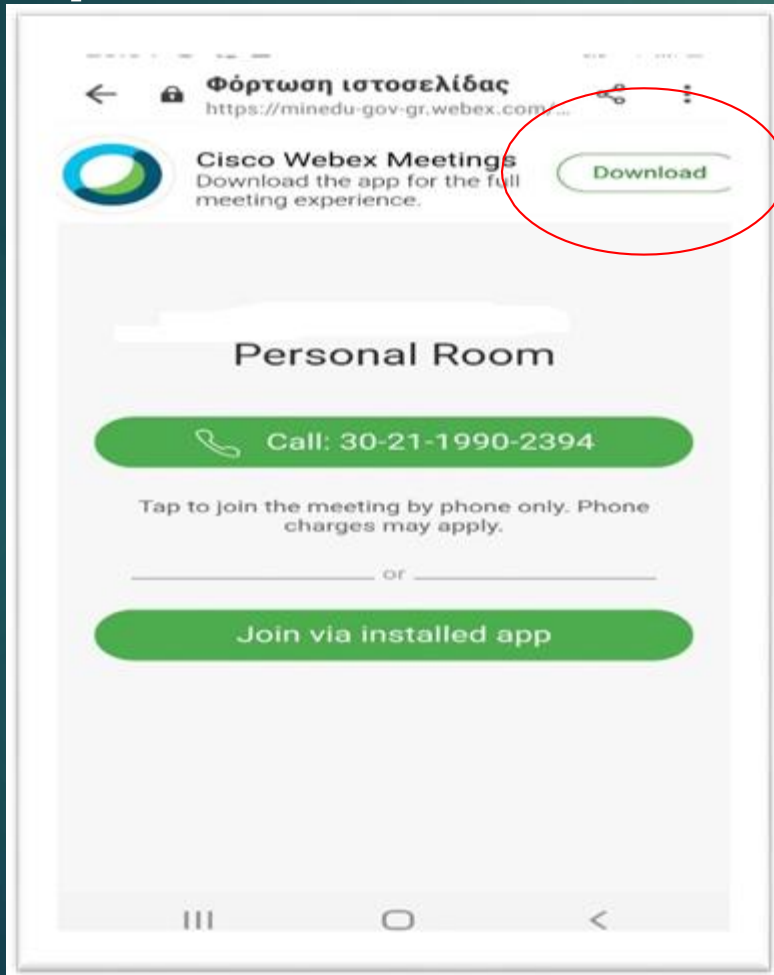 Φόρτωση ιστοσελίδας
https://minedu-gov-gr.webex.com/...
Cisco Webex Meetings
Download the app for the full
meeting experience.
Download
Personal Room
Call: 30-21-1990-2394
Tap to join the meeting by phone only. Phone
charges may apply.
or
Join via installed app